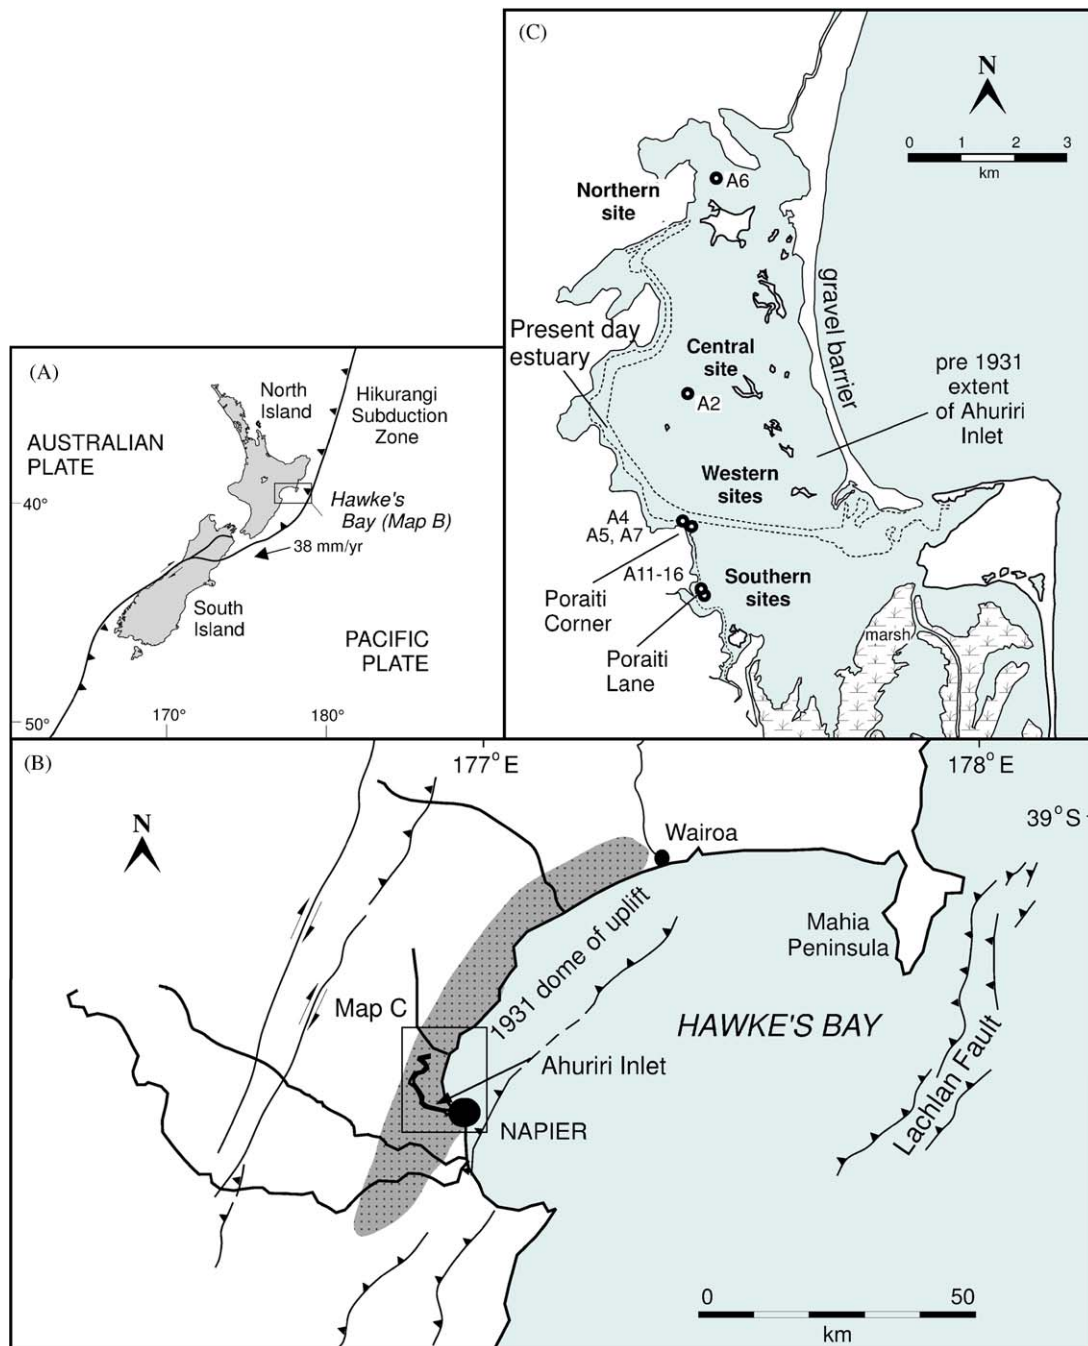 (A)
North
Island
Hikurangi
Subduction
Zone
AUSTRALIAN
PLATE
40°
Hawke's
Bay (Map B)
38 mm/yr
South
Island
PACIFIC
PLATE
50°
170°
180°
(C)
N
0 1 2 3
km
A6
Northern
site
gravel barrier
Present day
estuary
Central
site
A2
pre 1931
extent
of Ahuriri
Inlet
Western
sites
A4
A5, A7
A11-16
Southern
sites
Poraiti
Corner
marsh
Poraiti
Lane
(B)
177°E
178°E
39°S
N
Wairoa
Mahia
Peninsula
1931 dome of uplift
Map C
HAWKE'S BAY
Ahuriri Inlet
Lachlan Fault
NAPIER
0 50
km